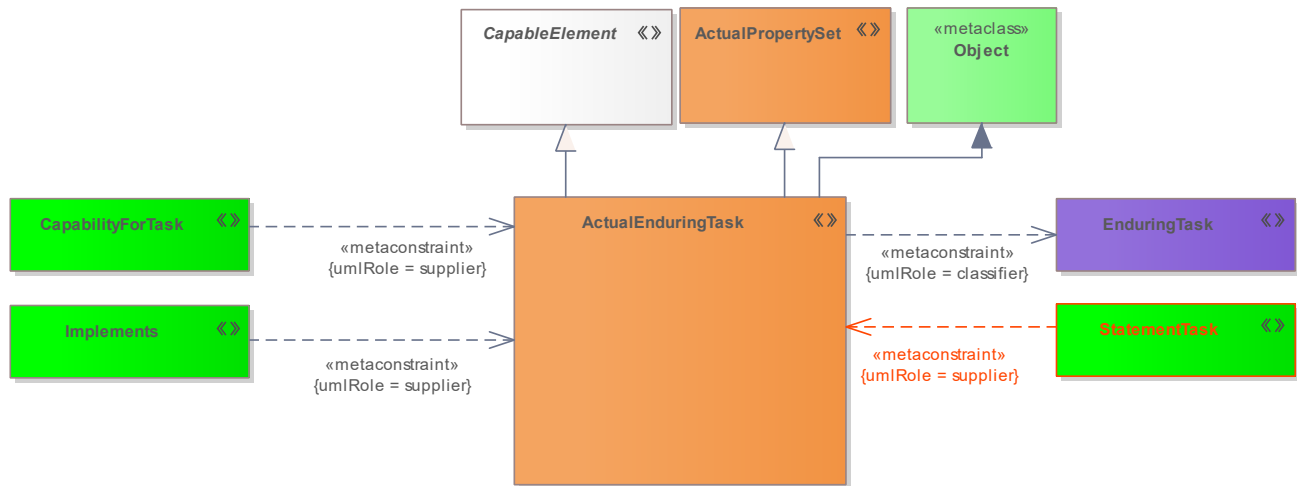 CapableElement «»
ActualPropertySet «»
«metaclass»
Object
CapabilityForTask «»
«metaconstraint»
{umlRole = supplier}
ActualEnduringTask «»
«metaconstraint»
{umlRole = classifier}
EnduringTask «»
Implements «»
«metaconstraint»
{umlRole = supplier}
«metaconstraint»
{umlRole = supplier}
StatementTask «»